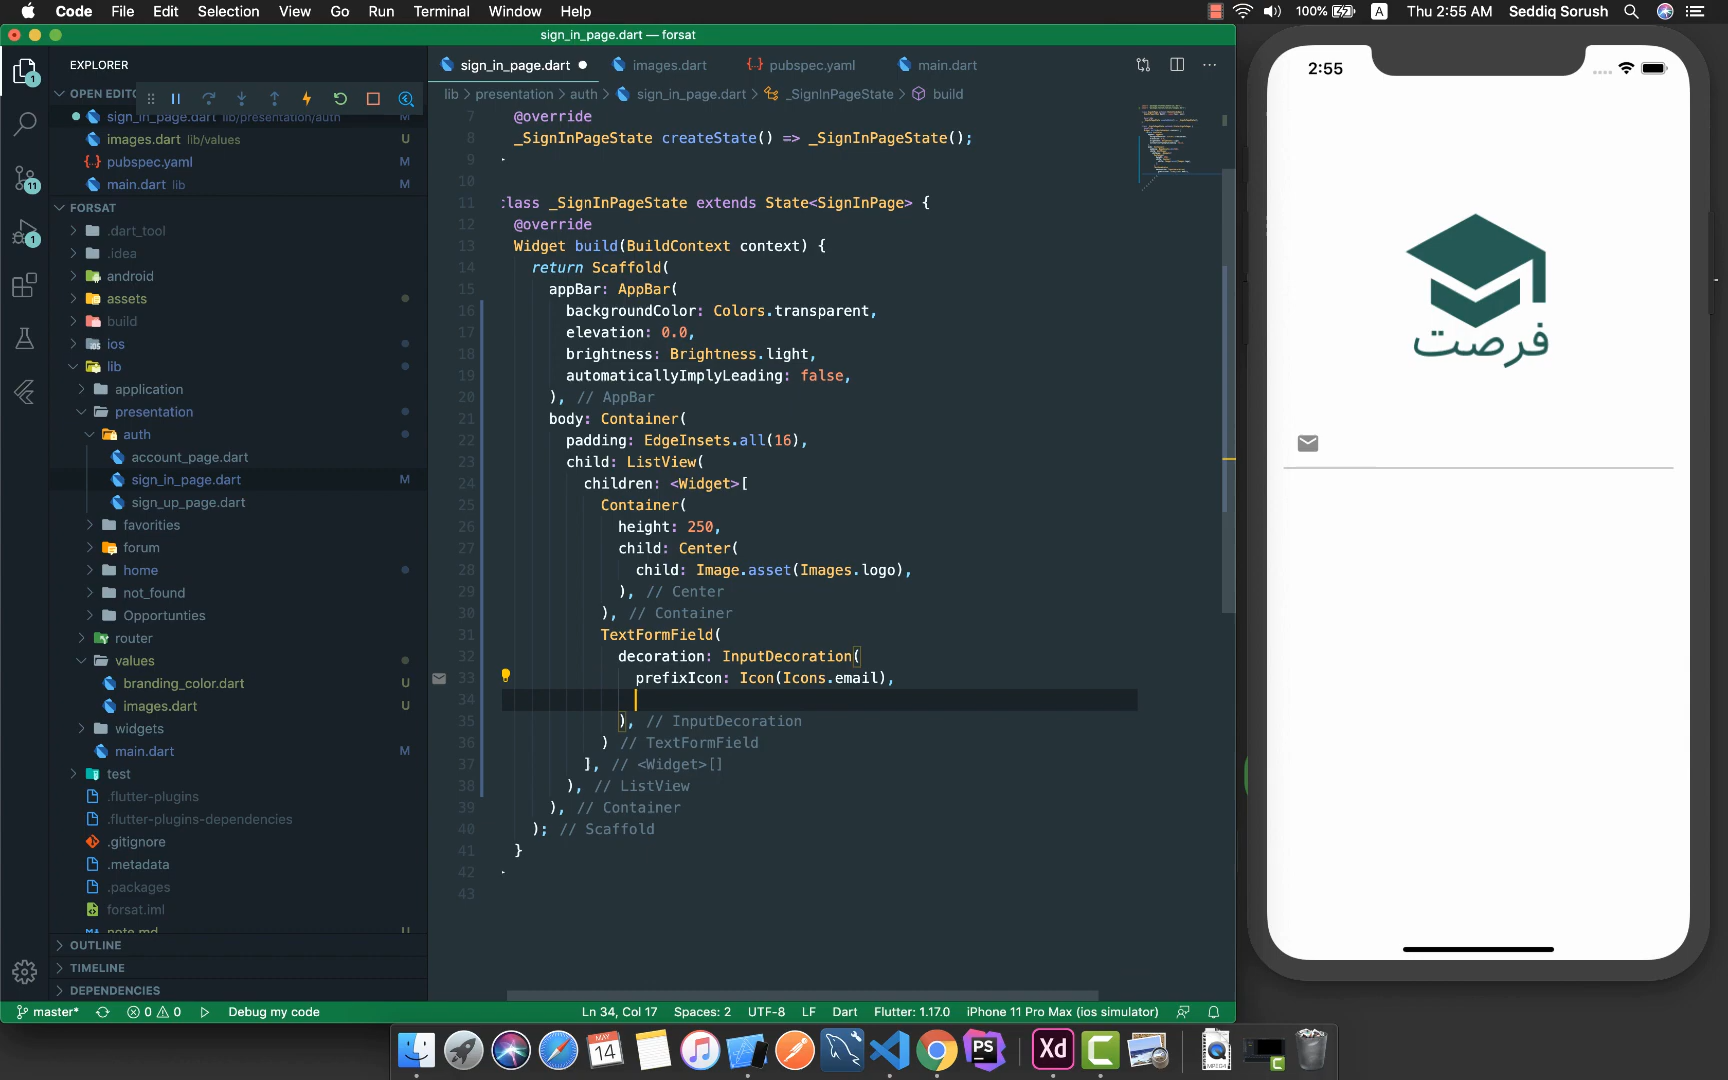 Code File Edit Selection View Go Run Terminal Window Help
100% A Thu 2:55 AM Seddiq Sorush
sign_in_page.dart — forsat
EXPLORER
OPEN EDITO
sign_in_page.dart lib/presentation/auth M
images.dart lib/values U
pubspec.yaml M
main.dart lib M
FORSAT
.dart_tool
.idea
android
assets
build
ios
lib
application
presentation
auth
account_page.dart
sign_in_page.dart M
sign_up_page.dart
favorities
forum
home
not_found
Opportunties
router
values
branding_color.dart U
images.dart U
widgets
main.dart M
test
.flutter-plugins
.flutter-plugins-dependencies
.gitignore
.metadata
.packages
forsat.iml
note.md U
OUTLINE
TIMELINE
DEPENDENCIES
1
11
1
sign_in_page.dart images.dart pubspec.yaml main.dart
lib > presentation > auth > sign_in_page.dart > _SignInPageState > build
7 @override
8 _SignInPageState createState() => _SignInPageState();
9
10
11 class _SignInPageState extends State<SignInPage> {
12 @override
13 Widget build(BuildContext context) {
14 return Scaffold(
15 appBar: AppBar(
16 backgroundColor: Colors.transparent,
17 elevation: 0.0,
18 brightness: Brightness.light,
19 automaticallyImplyLeading: false,
20 ), // AppBar
21 body: Container(
22 padding: EdgeInsets.all(16),
23 child: ListView(
24 children: <Widget>[
25 Container(
26 height: 250,
27 child: Center(
28 child: Image.asset(Images.logo),
29 ), // Center
30 ), // Container
31 TextFormField(
32 decoration: InputDecoration(
33 prefixIcon: Icon(Icons.email),
34
35 ), // InputDecoration
36 ) // TextFormField
37 ], // <Widget>[]
38 ), // ListView
39 ), // Container
40 ); // Scaffold
41 }
42
43
master* 0 0 Debug my code Ln 34, Col 17 Spaces: 2 UTF-8 LF Dart Flutter: 1.17.0 iPhone 11 Pro Max (ios simulator)
2:55
فرصت
MAY
14
PS
Xd
C